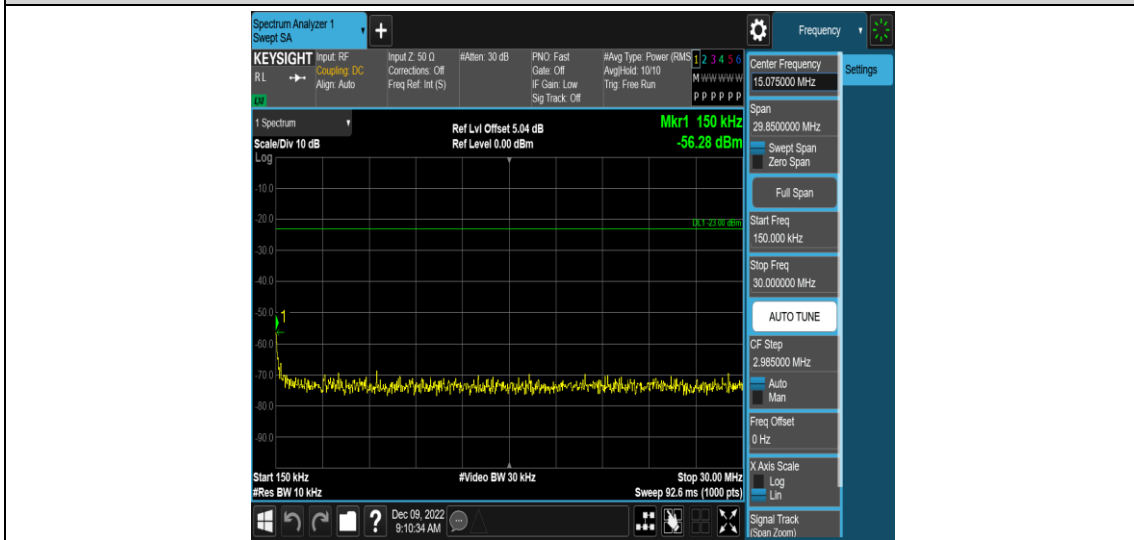 Spectrum Analyzer 1
Swept SA
+
Frequency
KEYSIGHT
RL
LXI
Input: RF
Coupling: DC
Align: Auto
Input Z: 50 Ω
Corrections: Off
Freq Ref: Int (S)
#Atten: 30 dB
PNO: Fast
Gate: Off
IF Gain: Low
Sig Track: Off
#Avg Type: Power (RMS
Avg|Hold: 10/10
Trig: Free Run
1 2 3 4 5 6
M W W W W W
P P P P P P
Center Frequency
15.075000 MHz
Settings
1 Spectrum
Scale/Div 10 dB
Log
Ref Lvl Offset 5.04 dB
Ref Level 0.00 dBm
Mkr1 150 kHz
-56.28 dBm
Span
29.8500000 MHz
Swept Span
Zero Span
Full Span
Start Freq
150.000 kHz
Stop Freq
30.000000 MHz
AUTO TUNE
CF Step
2.985000 MHz
Auto
Man
Freq Offset
0 Hz
X Axis Scale
Log
Lin
Signal Track
(Span Zoom)
-10.0
-20.0
DL1 -23.00 dBm
-30.0
-40.0
-50.0
1
-60.0
-70.0
-80.0
-90.0
Start 150 kHz
#Res BW 10 kHz
#Video BW 30 kHz
Stop 30.00 MHz
Sweep 92.6 ms (1000 pts)
?
Dec 09, 2022
9:10:34 AM